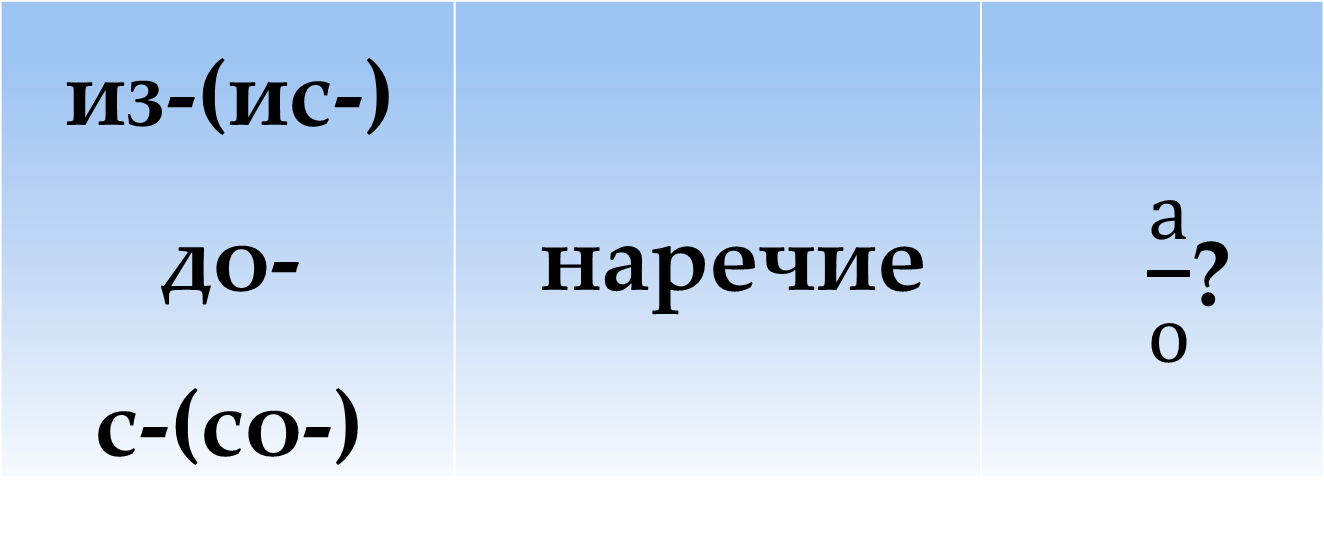 из-(ис-)
до-
с-(со-)
наречие
а
—?
о